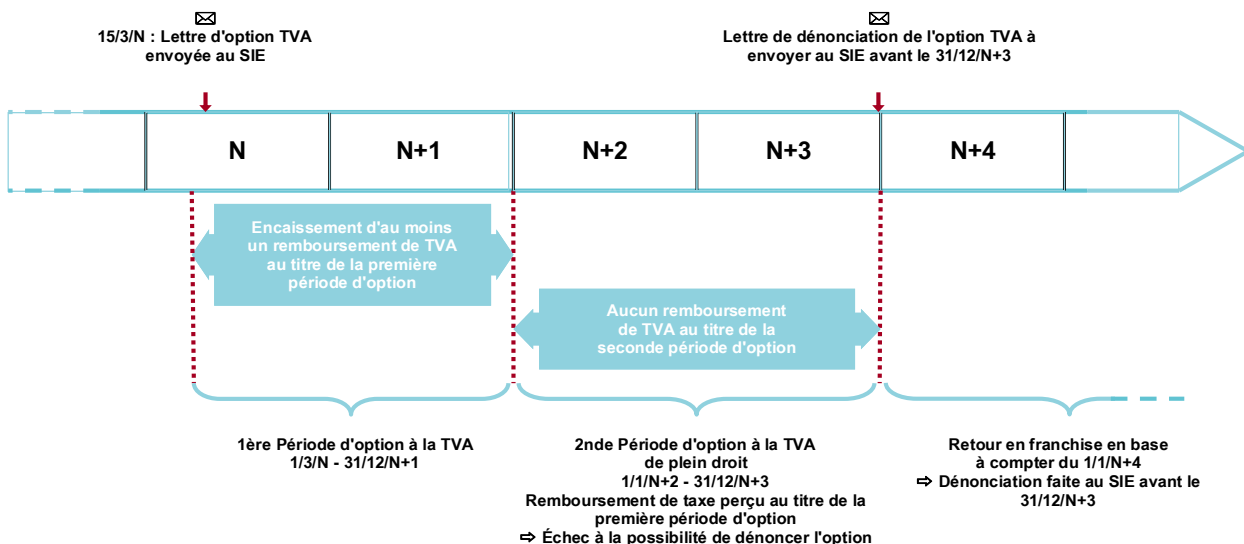 15/3/N : Lettre d'option TVA
envoyée au SIE
Lettre de dénonciation de l'option TVA à
envoyer au SIE avant le 31/12/N+3
N
N+1
N+2
N+3
N+4
Encaissement d'au moins
un remboursement de TVA
au titre de la première
période d'option
Aucun remboursement
de TVA au titre de la
seconde période d'option
1ère Période d'option à la TVA
1/3/N - 31/12/N+1
2nde Période d'option à la TVA
de plein droit
1/1/N+2 - 31/12/N+3
Remboursement de taxe perçu au titre de la
première période d'option
⇨ Échec à la possibilité de dénoncer l'option
Retour en franchise en base
à compter du 1/1/N+4
⇨ Dénonciation faite au SIE avant le
31/12/N+3